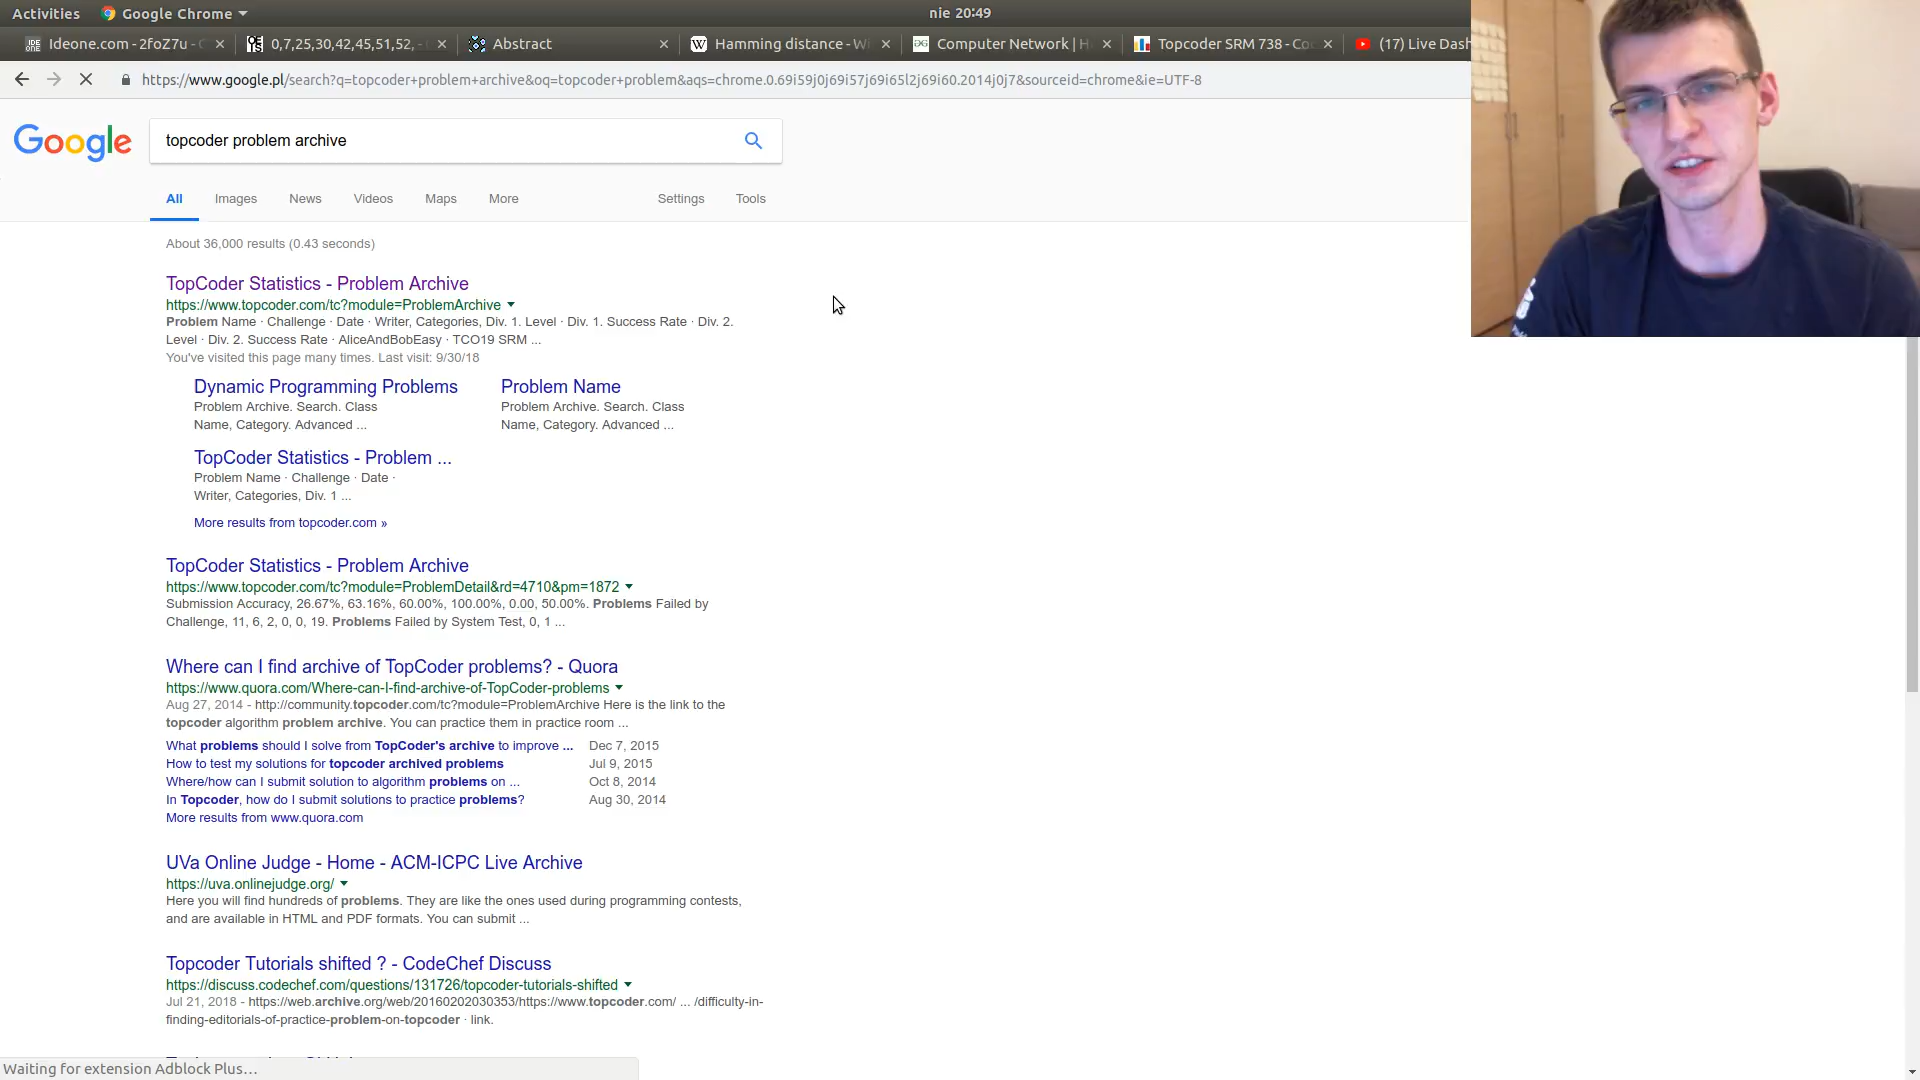 Activities Google Chrome nie 20:49
Ideone.com - 2foZ7u - 0,7,25,30,42,45,51,52, - Abstract Hamming distance - Wi Computer Network | H Topcoder SRM 738 - Co (17) Live Dash
https://www.google.pl/search?q=topcoder+problem+archive&oq=topcoder+problem&aqs=chrome.0.69i59j0j69i57j69i65l2j69i60.2014j0j7&sourceid=chrome&ie=UTF-8
Google topcoder problem archive
All Images News Videos Maps More Settings Tools
About 36,000 results (0.43 seconds)
TopCoder Statistics - Problem Archive
https://www.topcoder.com/tc?module=ProblemArchive
Problem Name · Challenge · Date · Writer, Categories, Div. 1. Level · Div. 1. Success Rate · Div. 2.
Level · Div. 2. Success Rate · AliceAndBobEasy · TCO19 SRM ...
You've visited this page many times. Last visit: 9/30/18
Dynamic Programming Problems
Problem Archive. Search. Class
Name, Category. Advanced ...
Problem Name
Problem Archive. Search. Class
Name, Category. Advanced ...
TopCoder Statistics - Problem ...
Problem Name · Challenge · Date ·
Writer, Categories, Div. 1 ...
More results from topcoder.com »
TopCoder Statistics - Problem Archive
https://www.topcoder.com/tc?module=ProblemDetail&rd=4710&pm=1872
Submission Accuracy, 26.67%, 63.16%, 60.00%, 100.00%, 0.00, 50.00%. Problems Failed by
Challenge, 11, 6, 2, 0, 0, 19. Problems Failed by System Test, 0, 1 ...
Where can I find archive of TopCoder problems? - Quora
https://www.quora.com/Where-can-I-find-archive-of-TopCoder-problems
Aug 27, 2014 - http://community.topcoder.com/tc?module=ProblemArchive Here is the link to the
topcoder algorithm problem archive. You can practice them in practice room ...
What problems should I solve from TopCoder's archive to improve ... Dec 7, 2015
How to test my solutions for topcoder archived problems Jul 9, 2015
Where/how can I submit solution to algorithm problems on ... Oct 8, 2014
In Topcoder, how do I submit solutions to practice problems? Aug 30, 2014
More results from www.quora.com
UVa Online Judge - Home - ACM-ICPC Live Archive
https://uva.onlinejudge.org/
Here you will find hundreds of problems. They are like the ones used during programming contests,
and are available in HTML and PDF formats. You can submit ...
Topcoder Tutorials shifted ? - CodeChef Discuss
https://discuss.codechef.com/questions/131726/topcoder-tutorials-shifted
Jul 21, 2018 - https://web.archive.org/web/20160202030353/https://www.topcoder.com/ ... /difficulty-in-
finding-editorials-of-practice-problem-on-topcoder · link.
Waiting for extension Adblock Plus...